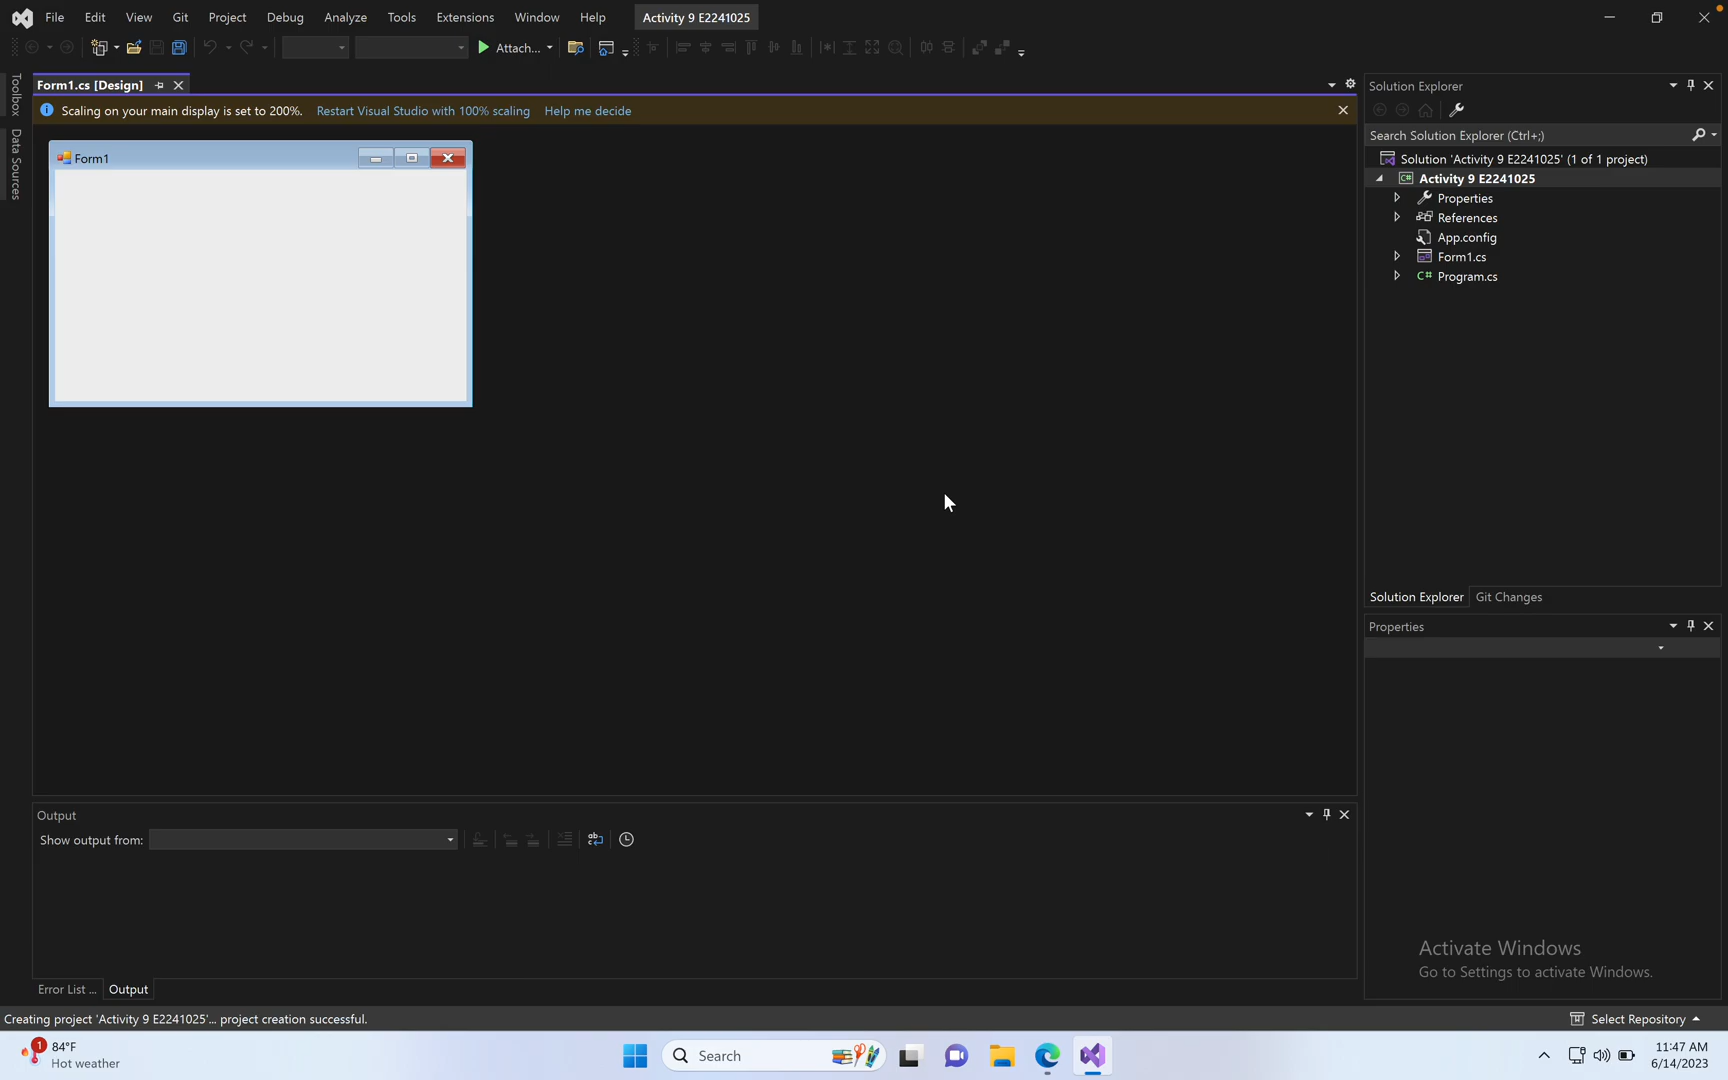 File Edit View Git Project Debug Analyze Tools Extensions Window Help Activity 9 E2241025
Attach...
Toolbox
Data Sources
Form1.cs [Design]
Scaling on your main display is set to 200%. Restart Visual Studio with 100% scaling Help me decide
Form1
Solution Explorer
Search Solution Explorer (Ctrl+;)
Solution 'Activity 9 E2241025' (1 of 1 project)
C# Activity 9 E2241025
Properties
References
App.config
Form1.cs
C# Program.cs
Solution Explorer Git Changes
Properties
Output
Show output from:
Error List ... Output
Activate Windows
Go to Settings to activate Windows.
Creating project 'Activity 9 E2241025'... project creation successful.
Select Repository
1
84°F
Hot weather
Search
11:47 AM
6/14/2023